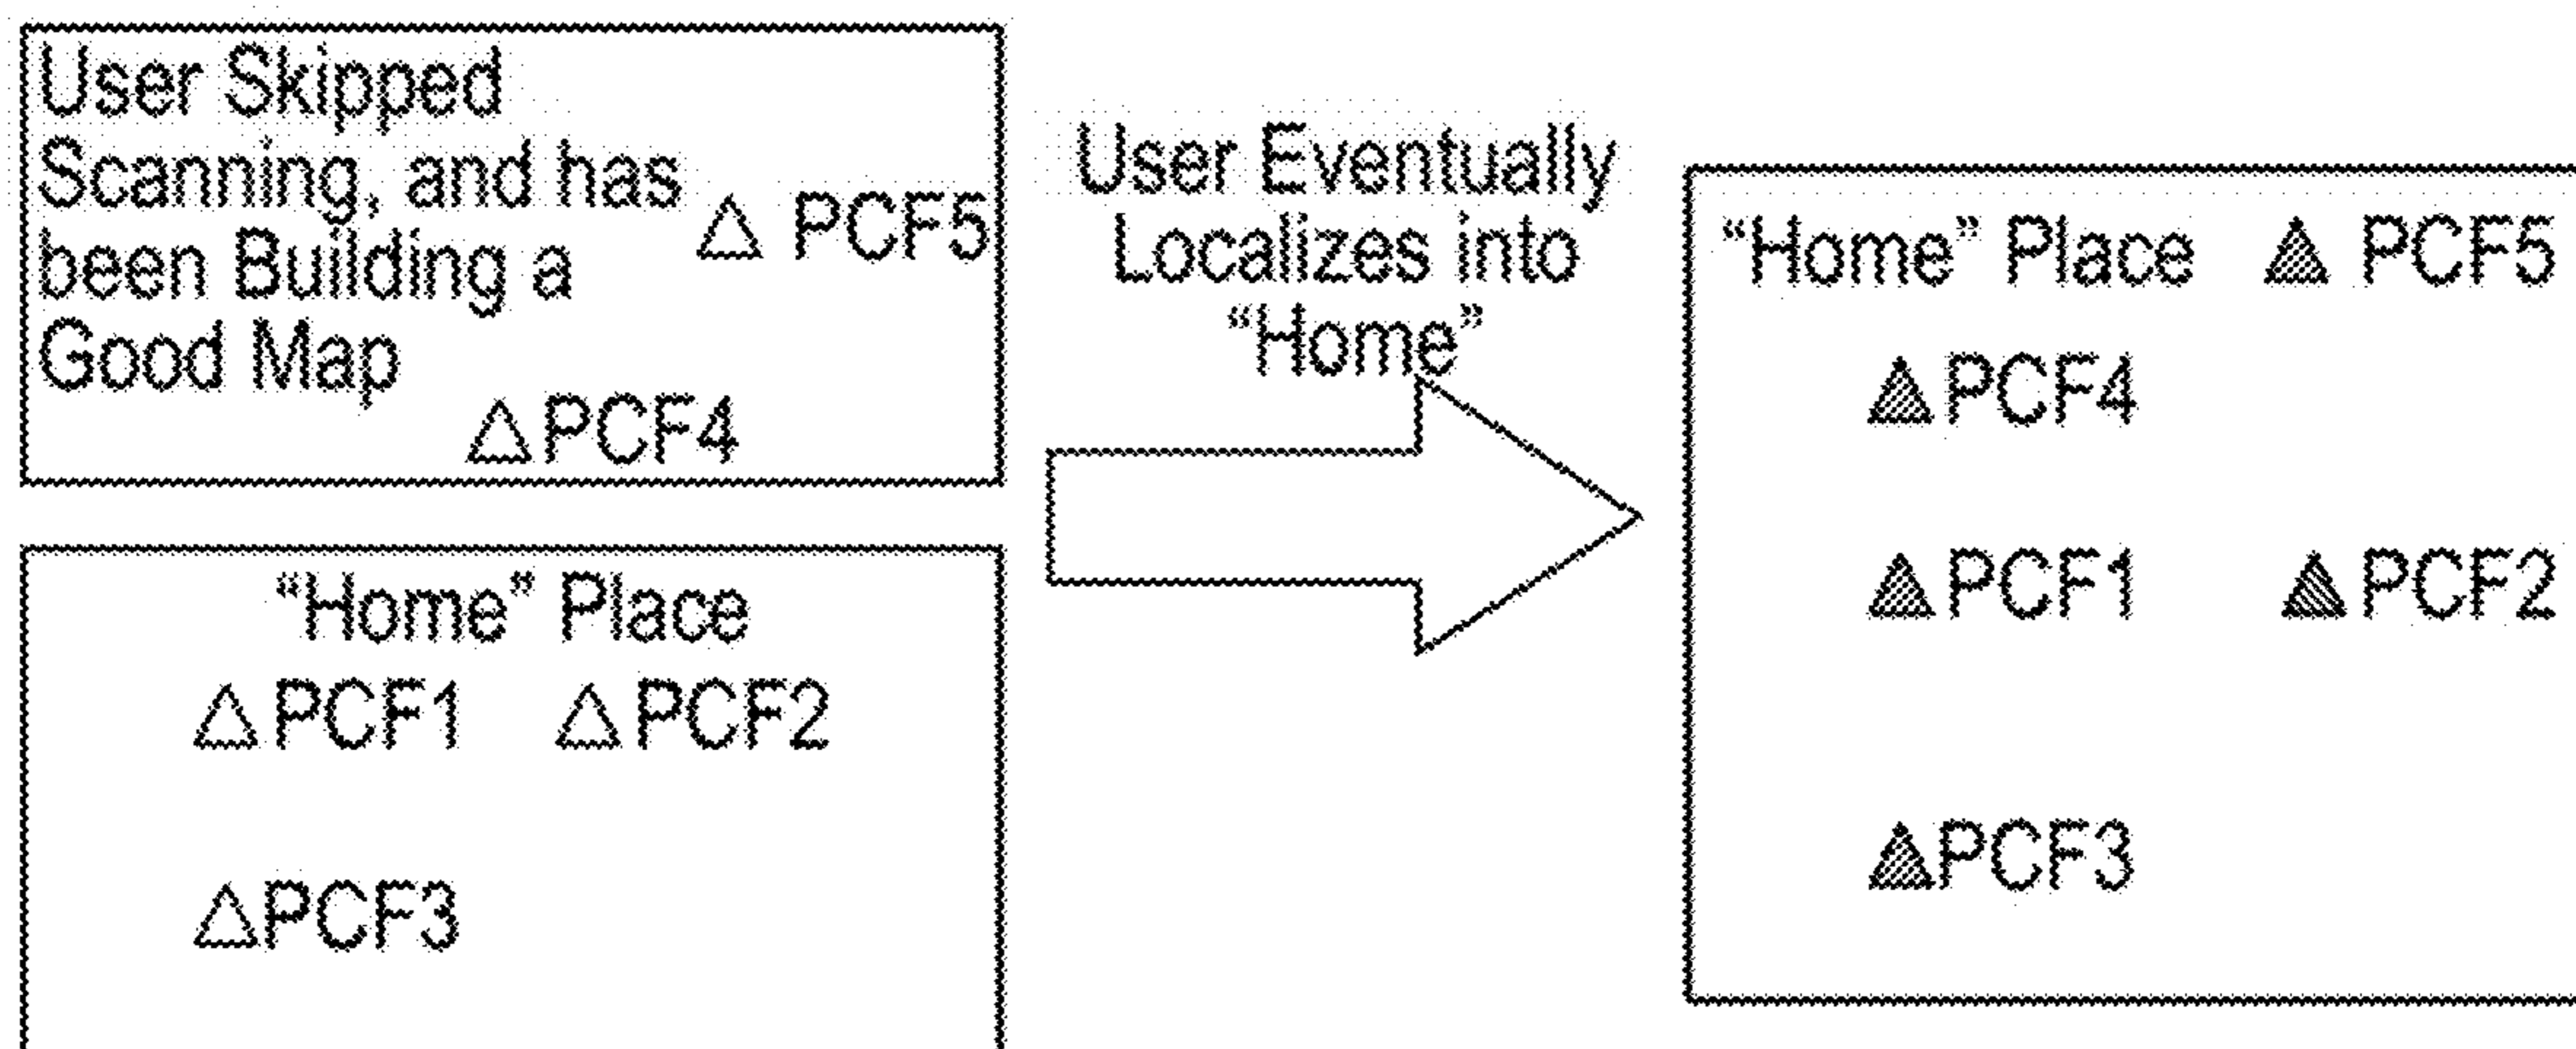 User Skipped
Scanning, and has
been Building a
Good Map
PCF5
PCF4
"Home" Place
PCF1 PCF2
PCF3
User Eventually
Localizes into
"Home"
"Home" Place PCF5
PCF4
PCF1 PCF2
PCF3